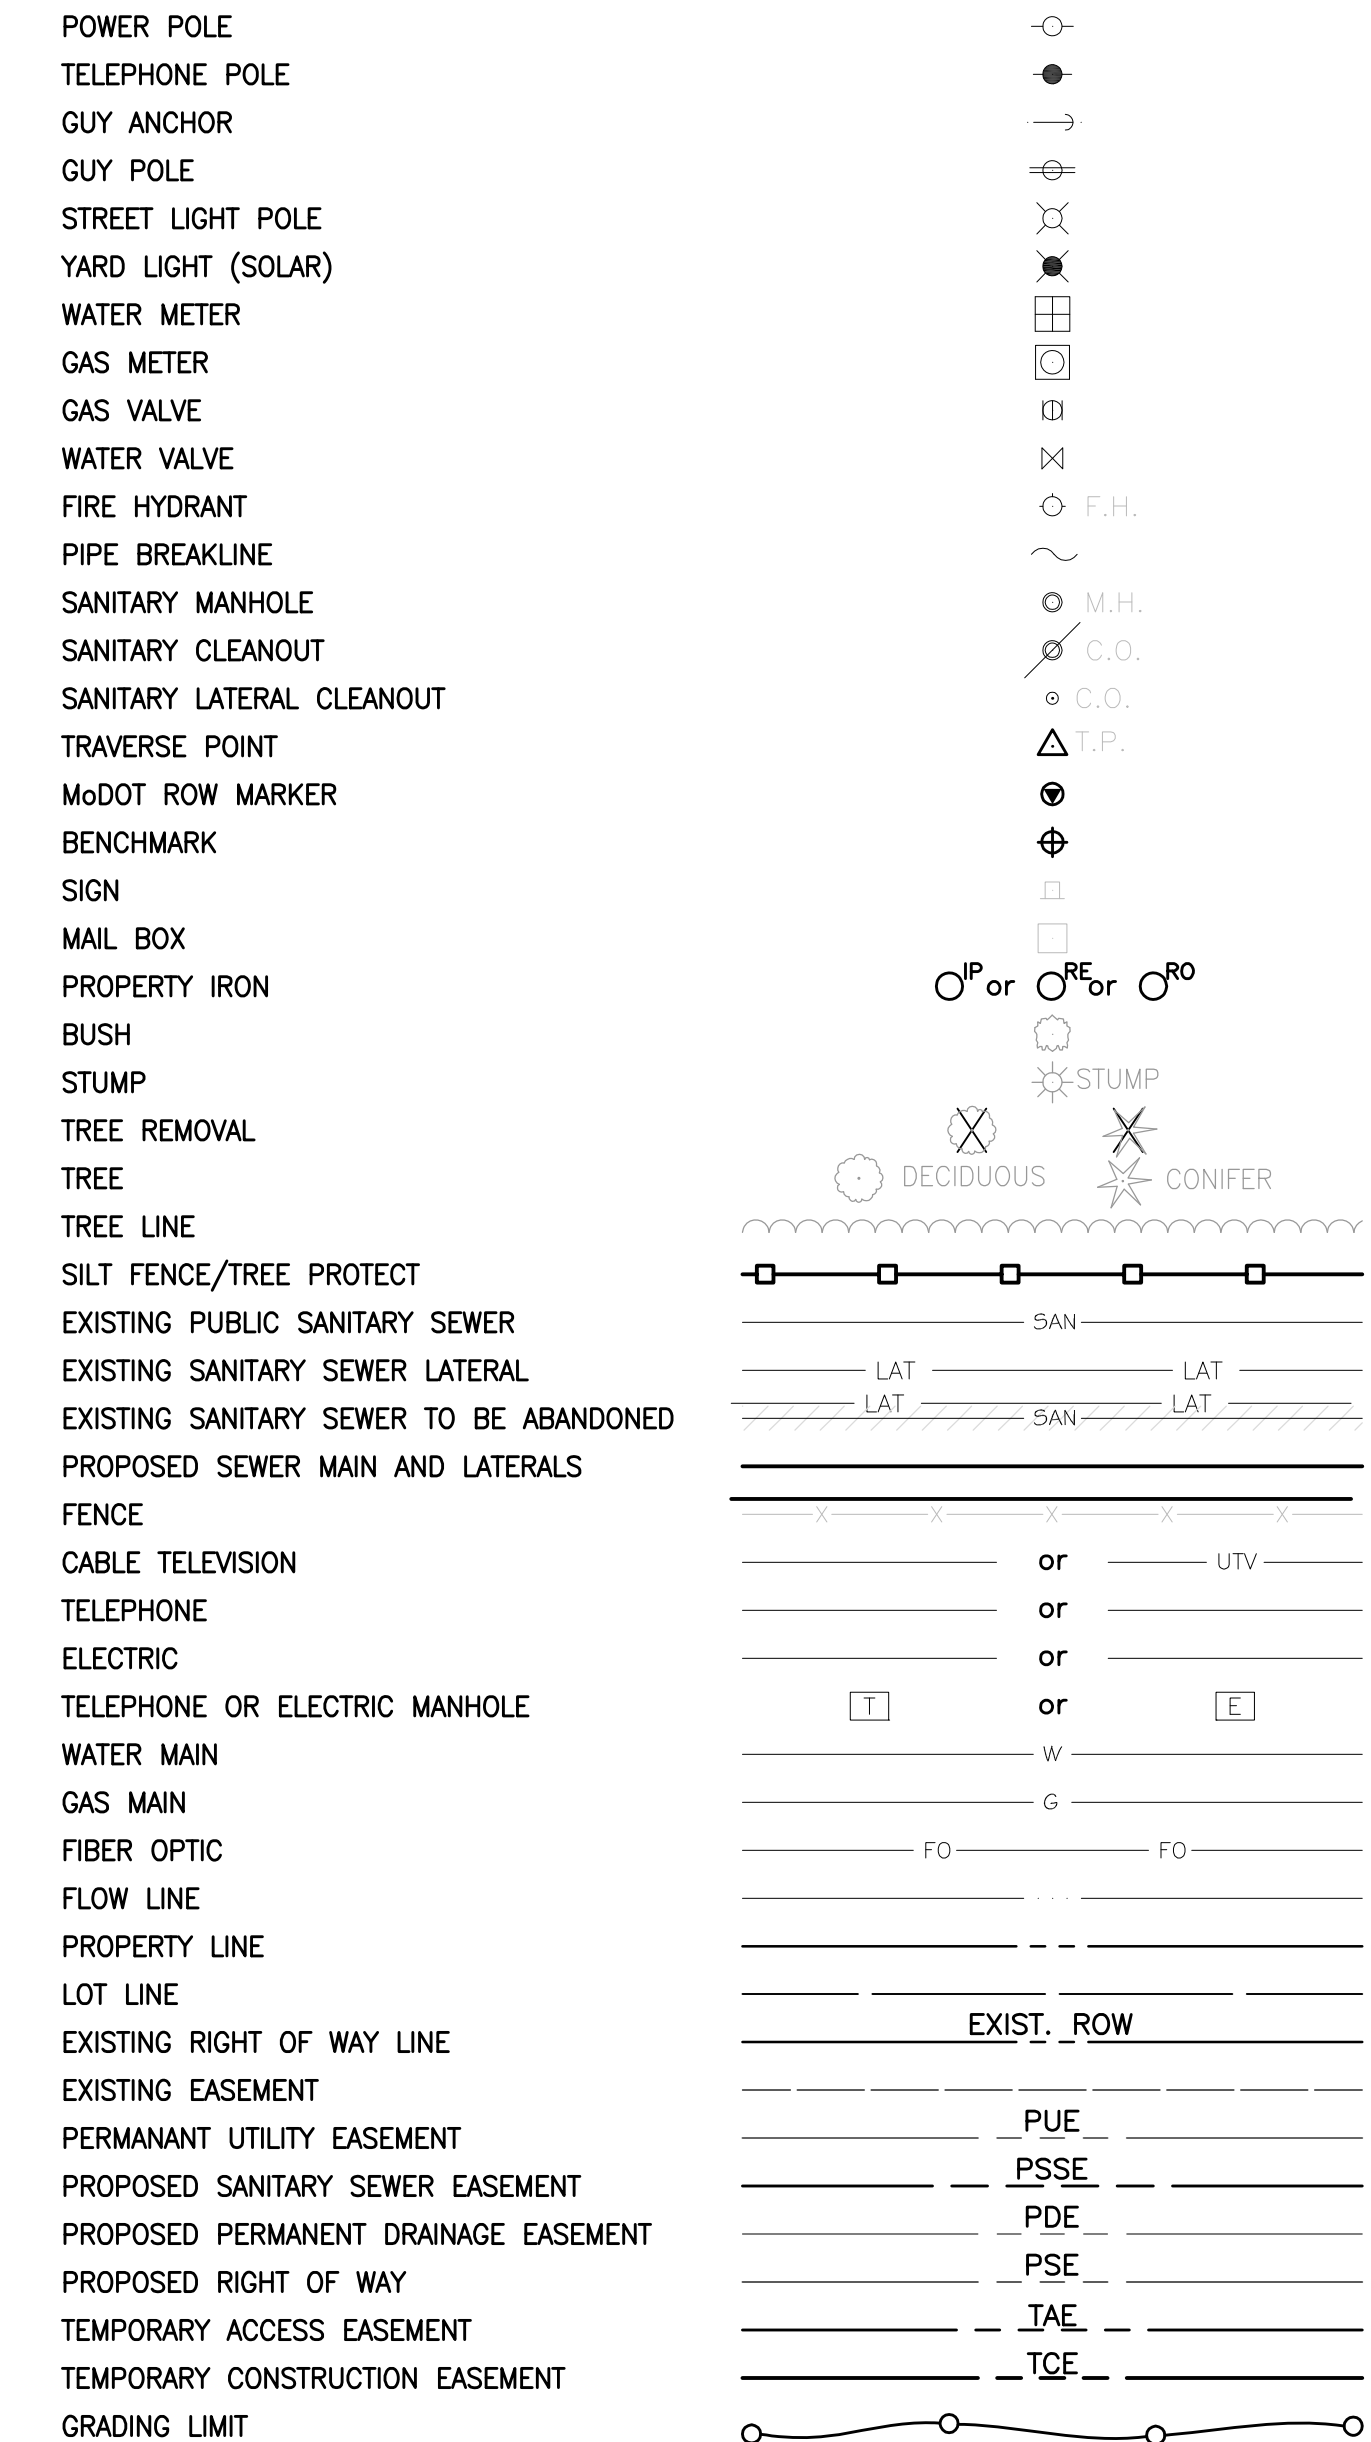 POWER POLE
TELEPHONE POLE
GUY ANCHOR
GUY POLE
STREET LIGHT POLE
YARD LIGHT (SOLAR)
WATER METER
GAS METER
GAS VALVE
WATER VALVE
FIRE HYDRANT F.H.
PIPE BREAKLINE
SANITARY MANHOLE M.H.
SANITARY CLEANOUT C.O.
SANITARY LATERAL CLEANOUT C.O.
TRAVERSE POINT T.P.
MoDOT ROW MARKER
BENCHMARK
SIGN
MAIL BOX
PROPERTY IRON IP or RE or RO
BUSH
STUMP STUMP
TREE REMOVAL
TREE DECIDUOUS CONIFER
TREE LINE
SILT FENCE/TREE PROTECT
EXISTING PUBLIC SANITARY SEWER SAN
EXISTING SANITARY SEWER LATERAL LAT LAT
LAT LAT
EXISTING SANITARY SEWER TO BE ABANDONED SAN
PROPOSED SEWER MAIN AND LATERALS
FENCE X X X X X
CABLE TELEVISION or UTV
TELEPHONE or
ELECTRIC or
TELEPHONE OR ELECTRIC MANHOLE T or E
WATER MAIN W
GAS MAIN G
FIBER OPTIC FO FO
FLOW LINE
PROPERTY LINE
LOT LINE
EXIST. ROW
EXISTING RIGHT OF WAY LINE
EXISTING EASEMENT
PERMANANT UTILITY EASEMENT PUE
PROPOSED SANITARY SEWER EASEMENT PSSE
PROPOSED PERMANENT DRAINAGE EASEMENT PDE
PROPOSED RIGHT OF WAY PSE
TEMPORARY ACCESS EASEMENT TAE
TEMPORARY CONSTRUCTION EASEMENT TCE
GRADING LIMIT